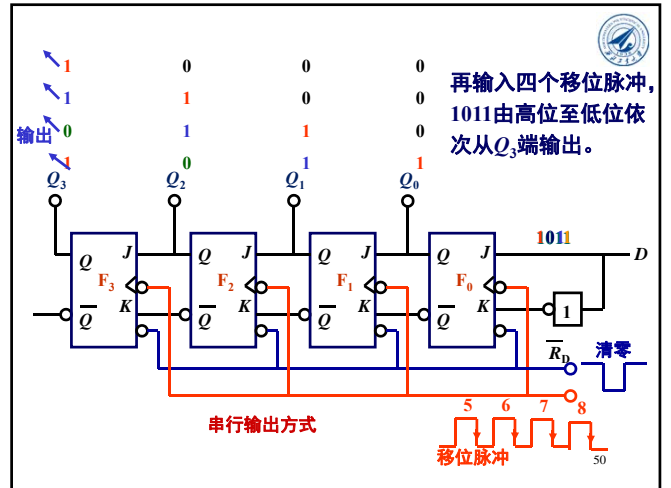 1 0 0 0
1 1 0 0
输出 0 1 1 0
1 0 1 1
Q3 Q2 Q1 Q0
再输入四个移位脉冲,
1011由高位至低位依
次从Q3端输出。
1011
Q J Q J Q J Q J D
F3 F2 F1 F0
K K K K
Q Q Q Q 1
RD 清零
串行输出方式
5 6 7 8
移位脉冲
50